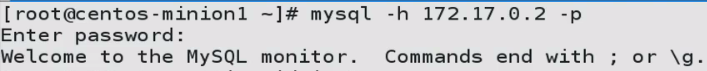 [root@centos-minion1 ~]# mysql -h 172.17.0.2 -p
Enter password:
Welcome to the MySQL monitor.  Commands end with ; or \g.